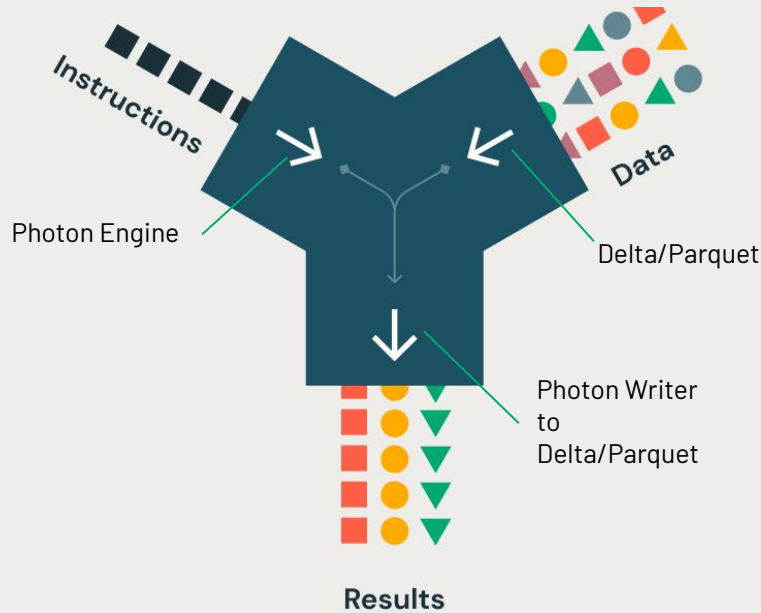 Instructions
Data
Photon Engine
Delta/Parquet
Photon Writer
to
Delta/Parquet
Results